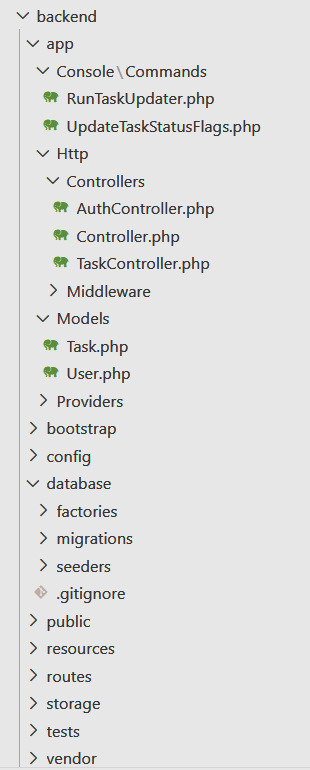 backend
app
Console\Commands
RunTaskUpdater.php
UpdateTaskStatusFlags.php
Http
Controllers
AuthController.php
Controller.php
TaskController.php
Middleware
Models
Task.php
User.php
Providers
bootstrap
config
database
factories
migrations
seeders
.gitignore
public
resources
routes
storage
tests
vendor